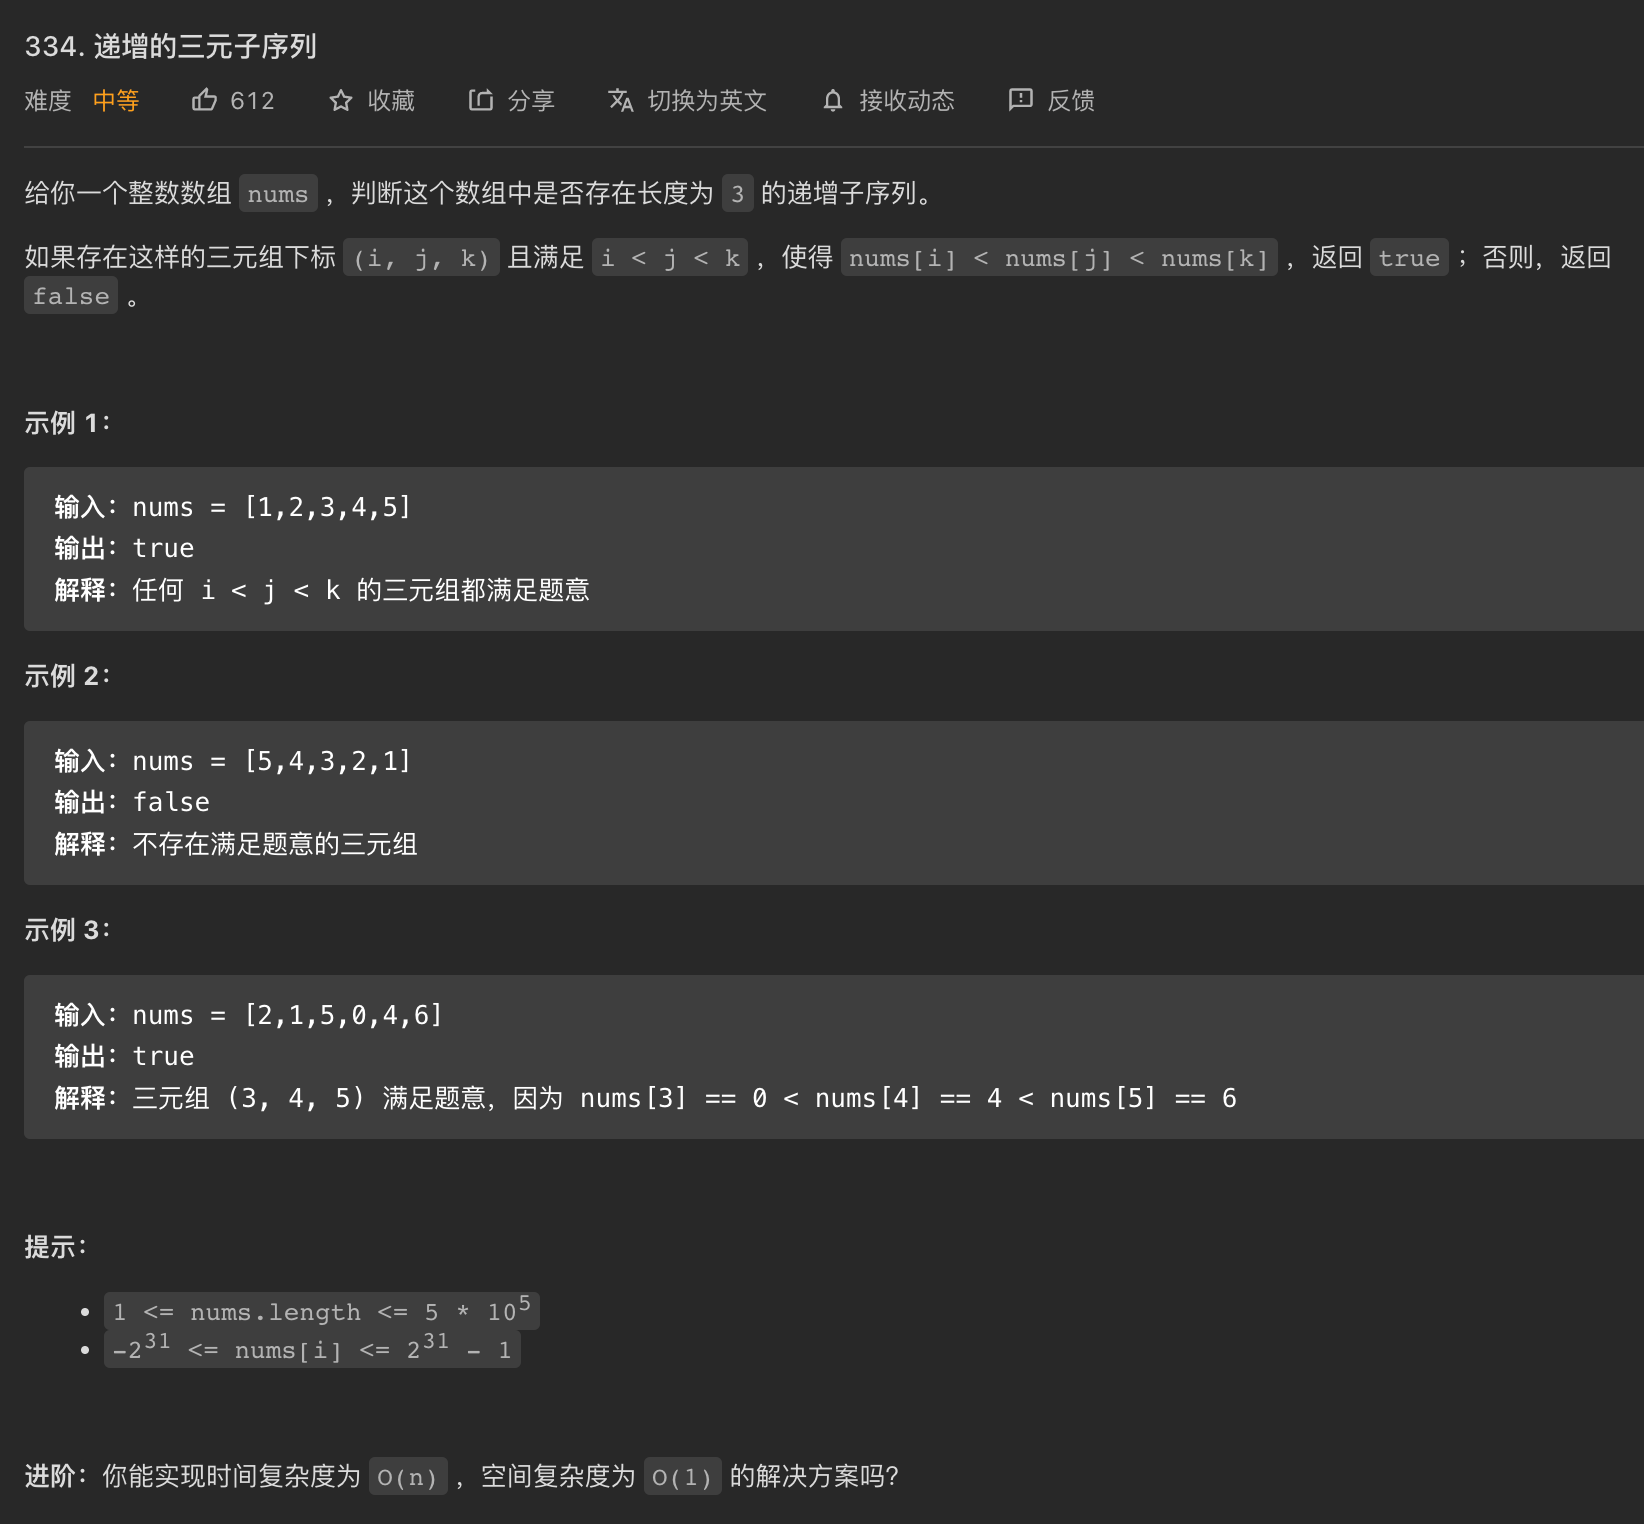 334. 递增的三元子序列
难度 中等 612 收藏 分享 切换为英文 接收动态 反馈
给你一个整数数组 nums ，判断这个数组中是否存在长度为 3 的递增子序列。
如果存在这样的三元组下标 (i, j, k) 且满足 i < j < k ，使得 nums[i] < nums[j] < nums[k] ，返回 true ；否则，返回
false 。
示例 1：
输入：nums = [1,2,3,4,5]
输出：true
解释：任何 i < j < k 的三元组都满足题意
示例 2：
输入：nums = [5,4,3,2,1]
输出：false
解释：不存在满足题意的三元组
示例 3：
输入：nums = [2,1,5,0,4,6]
输出：true
解释：三元组 (3, 4, 5) 满足题意，因为 nums[3] == 0 < nums[4] == 4 < nums[5] == 6
提示：
• 1 <= nums.length <= 5 * 10⁵
• -2³¹ <= nums[i] <= 2³¹ - 1
进阶：你能实现时间复杂度为 O(n) ，空间复杂度为 O(1) 的解决方案吗？